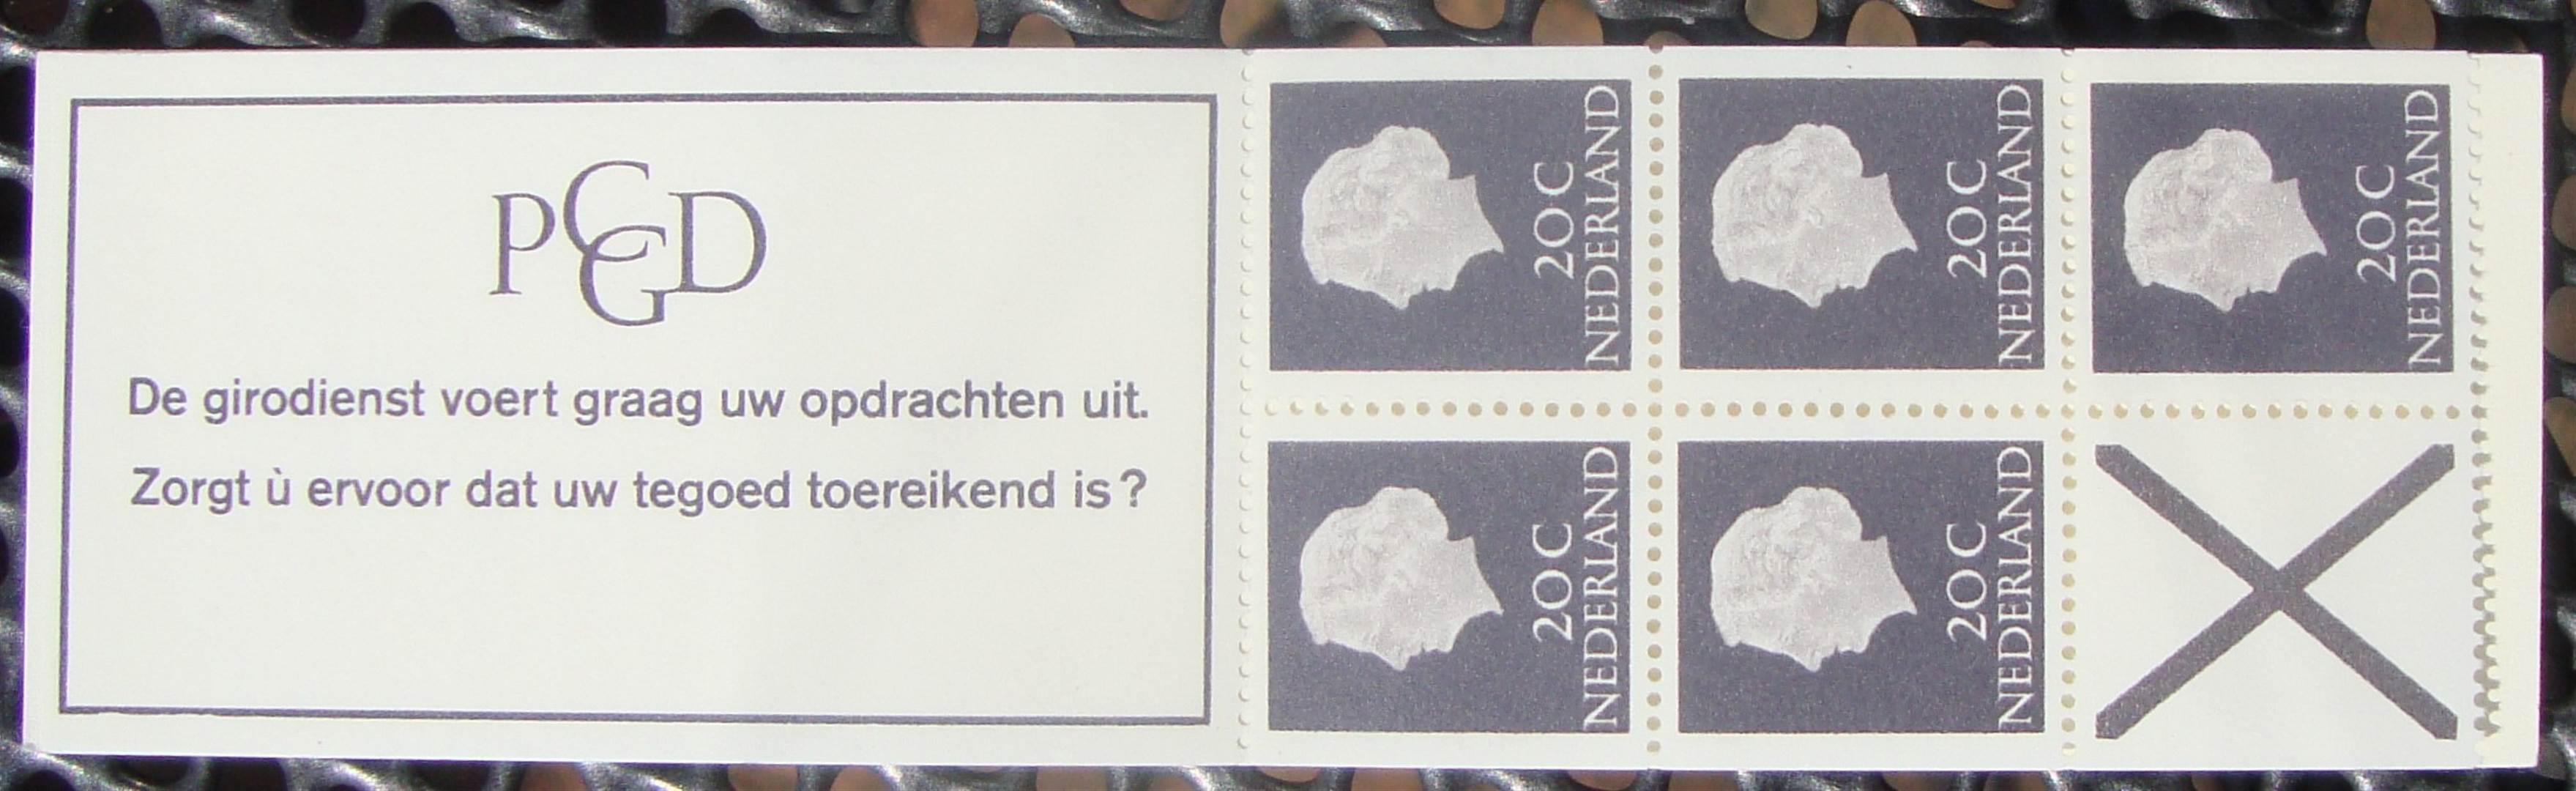 PCGD
De girodienst voert graag uw opdrachten uit.
Zorgt ù ervoor dat uw tegoed toereikend is?
20 C
NEDERLAND
20 C
NEDERLAND
20 C
NEDERLAND
20 C
NEDERLAND
20 C
NEDERLAND